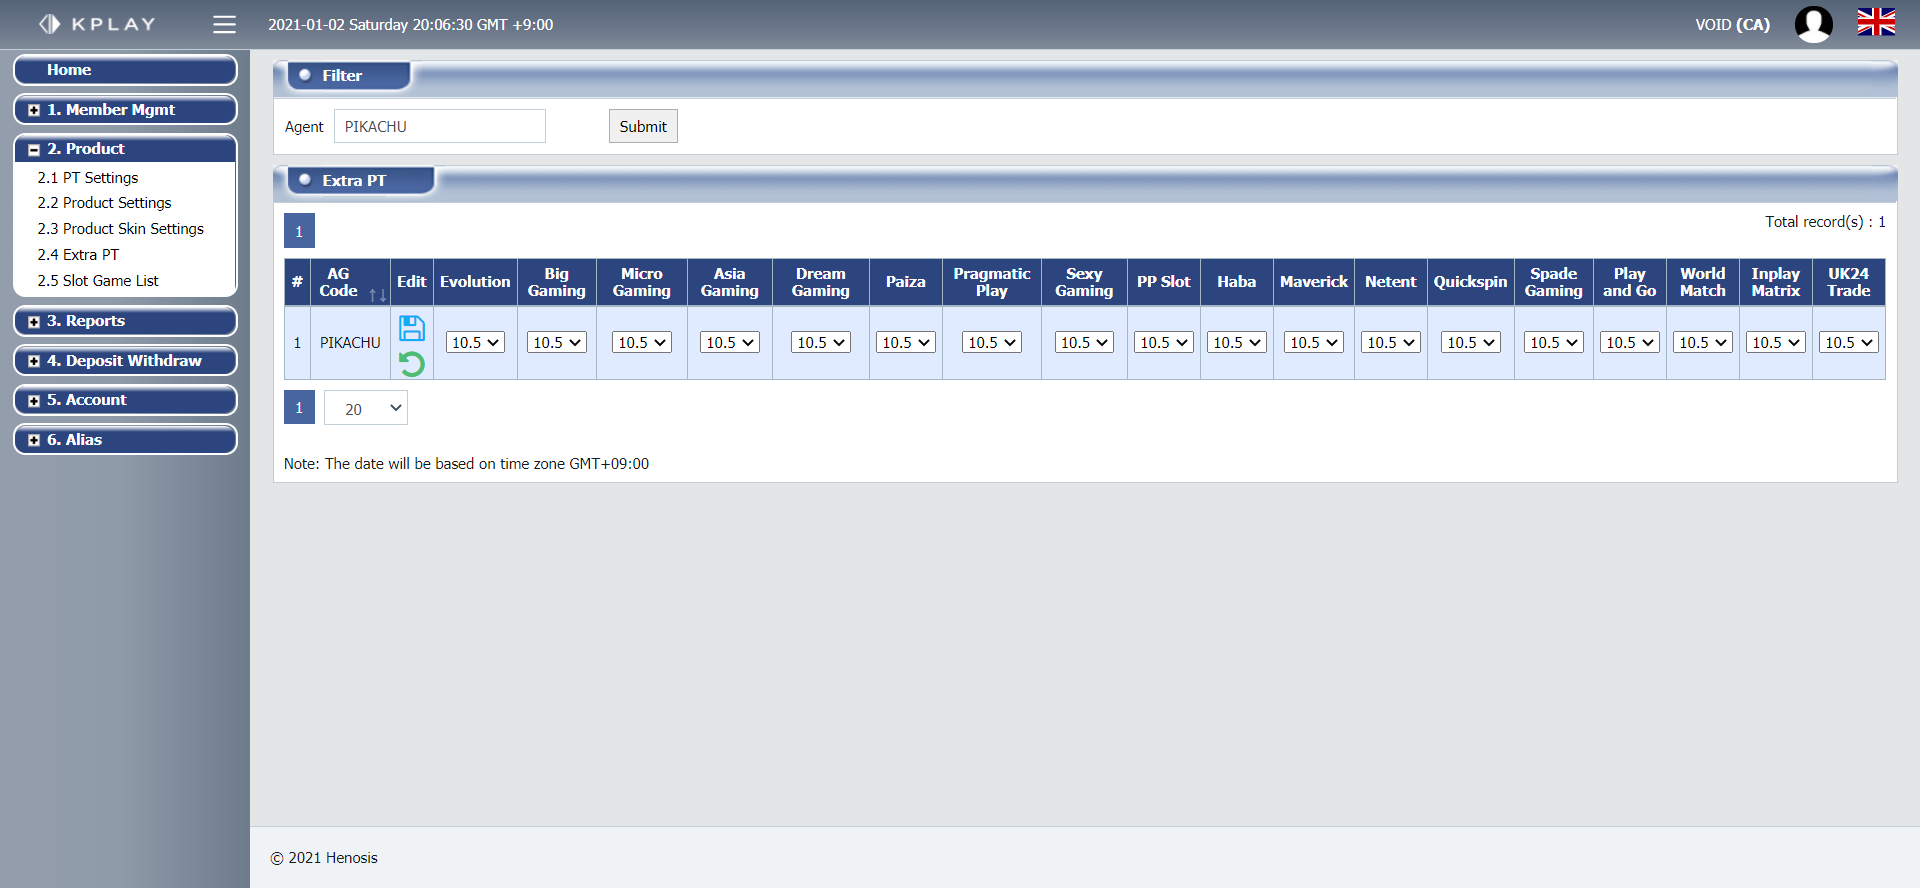 KPLAY
2021-01-02 Saturday 20:06:30 GMT +9:00
VOID (CA)
Home
1. Member Mgmt
2. Product
2.1 PT Settings
2.2 Product Settings
2.3 Product Skin Settings
2.4 Extra PT
2.5 Slot Game List
3. Reports
4. Deposit Withdraw
5. Account
6. Alias
Filter
Agent PIKACHU Submit
Extra PT
1
Total record(s) : 1
# AG Code Edit Evolution Big Gaming Micro Gaming Asia Gaming Dream Gaming Paiza Pragmatic Play Sexy Gaming PP Slot Haba Maverick Netent Quickspin Spade Gaming Play and Go World Match Inplay Matrix UK24 Trade
1 PIKACHU 10.5 10.5 10.5 10.5 10.5 10.5 10.5 10.5 10.5 10.5 10.5 10.5 10.5 10.5 10.5 10.5 10.5 10.5
1 20
Note: The date will be based on time zone GMT+09:00
© 2021 Henosis